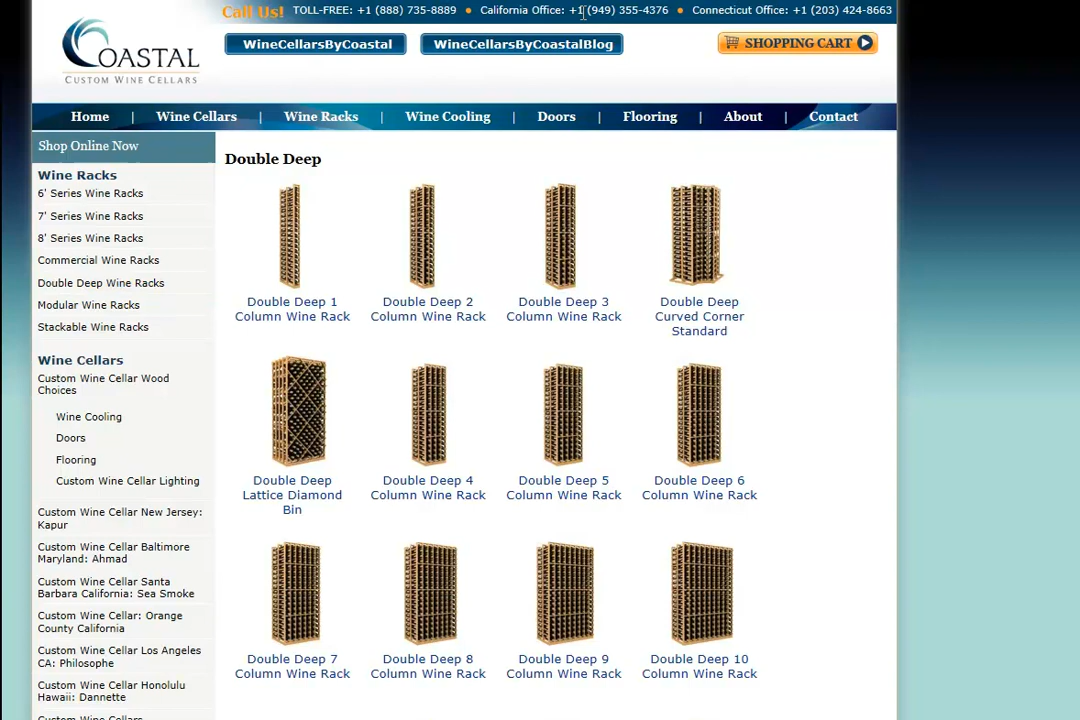 Call Us! TOLL-FREE: +1 (888) 735-8889 • California Office: +1 (949) 355-4376 • Connecticut Office: +1 (203) 424-8663
COASTAL
CUSTOM WINE CELLARS
WineCellarsByCoastal
WineCellarsByCoastalBlog
SHOPPING CART
Home | Wine Cellars | Wine Racks | Wine Cooling | Doors | Flooring | About | Contact
Shop Online Now
Wine Racks
6' Series Wine Racks
7' Series Wine Racks
8' Series Wine Racks
Commercial Wine Racks
Double Deep Wine Racks
Modular Wine Racks
Stackable Wine Racks
Wine Cellars
Custom Wine Cellar Wood
Choices
Wine Cooling
Doors
Flooring
Custom Wine Cellar Lighting
Custom Wine Cellar New Jersey:
Kapur
Custom Wine Cellar Baltimore
Maryland: Ahmad
Custom Wine Cellar Santa
Barbara California: Sea Smoke
Custom Wine Cellar: Orange
County California
Custom Wine Cellar Los Angeles
CA: Philosophe
Custom Wine Cellar Honolulu
Hawaii: Dannette
Custom Wine Cellars
Double Deep
Double Deep 1
Column Wine Rack
Double Deep 2
Column Wine Rack
Double Deep 3
Column Wine Rack
Double Deep
Curved Corner
Standard
Double Deep
Lattice Diamond
Bin
Double Deep 4
Column Wine Rack
Double Deep 5
Column Wine Rack
Double Deep 6
Column Wine Rack
Double Deep 7
Column Wine Rack
Double Deep 8
Column Wine Rack
Double Deep 9
Column Wine Rack
Double Deep 10
Column Wine Rack